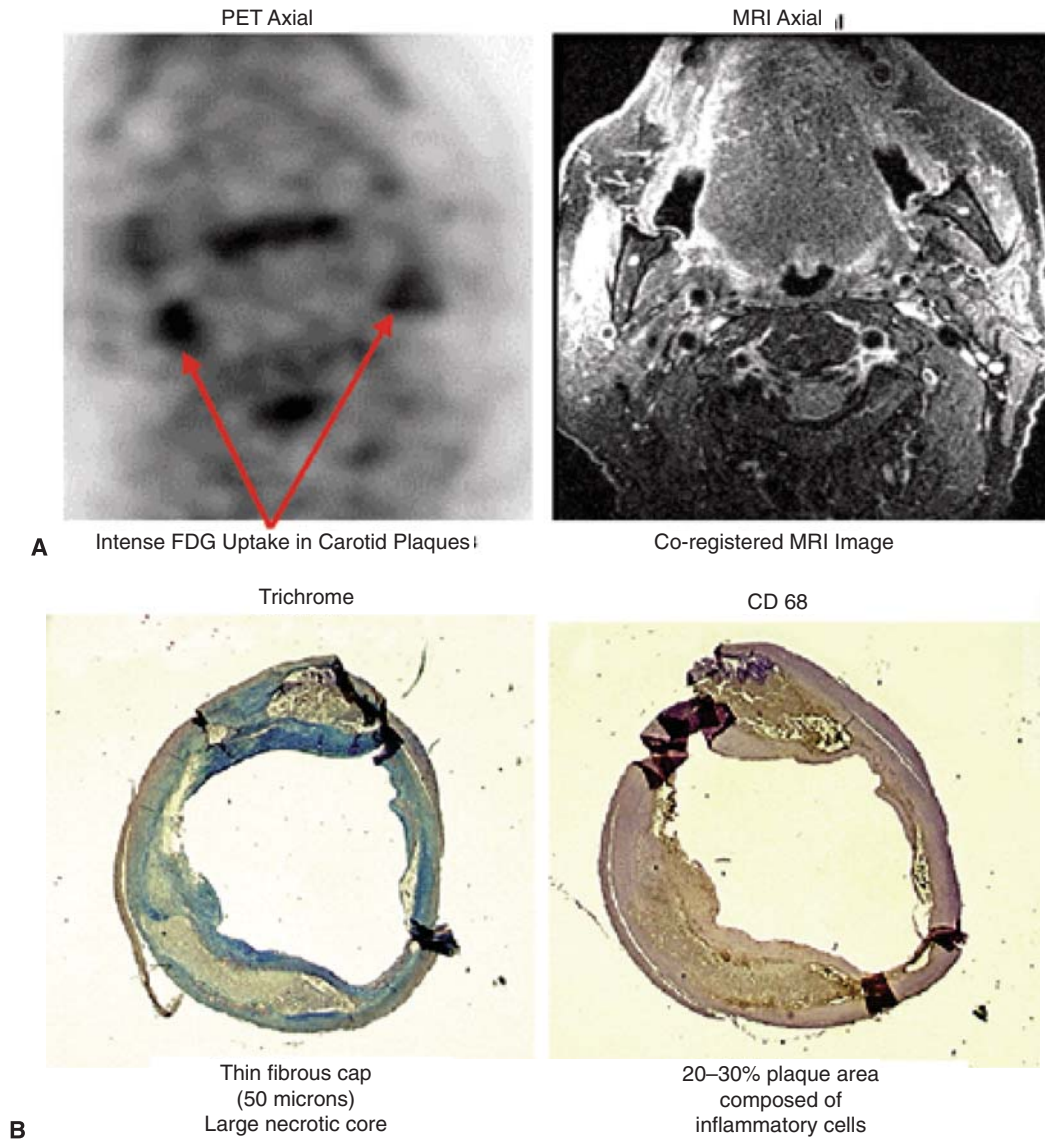 PET Axial
MRI Axial
A
Intense FDG Uptake in Carotid Plaques
Co-registered MRI Image
Trichrome
CD 68
Thin fibrous cap
(50 microns)
Large necrotic core
20–30% plaque area
composed of
inflammatory cells
B